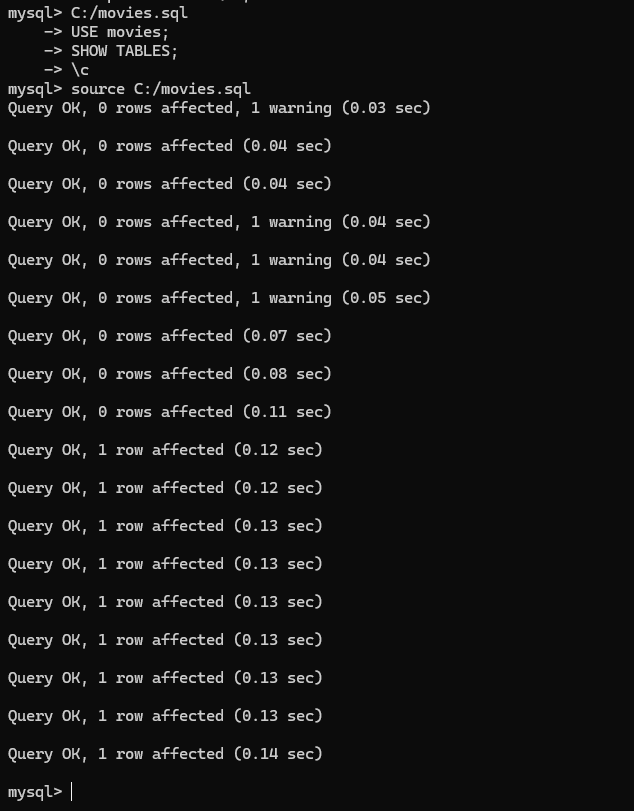 mysql> C:/movies.sql
    -> USE movies;
    -> SHOW TABLES;
    -> \c
mysql> source C:/movies.sql
Query OK, 0 rows affected, 1 warning (0.03 sec)

Query OK, 0 rows affected (0.04 sec)

Query OK, 0 rows affected (0.04 sec)

Query OK, 0 rows affected, 1 warning (0.04 sec)

Query OK, 0 rows affected, 1 warning (0.04 sec)

Query OK, 0 rows affected, 1 warning (0.05 sec)

Query OK, 0 rows affected (0.07 sec)

Query OK, 0 rows affected (0.08 sec)

Query OK, 0 rows affected (0.11 sec)

Query OK, 1 row affected (0.12 sec)

Query OK, 1 row affected (0.12 sec)

Query OK, 1 row affected (0.13 sec)

Query OK, 1 row affected (0.13 sec)

Query OK, 1 row affected (0.13 sec)

Query OK, 1 row affected (0.13 sec)

Query OK, 1 row affected (0.13 sec)

Query OK, 1 row affected (0.13 sec)

Query OK, 1 row affected (0.14 sec)

mysql>